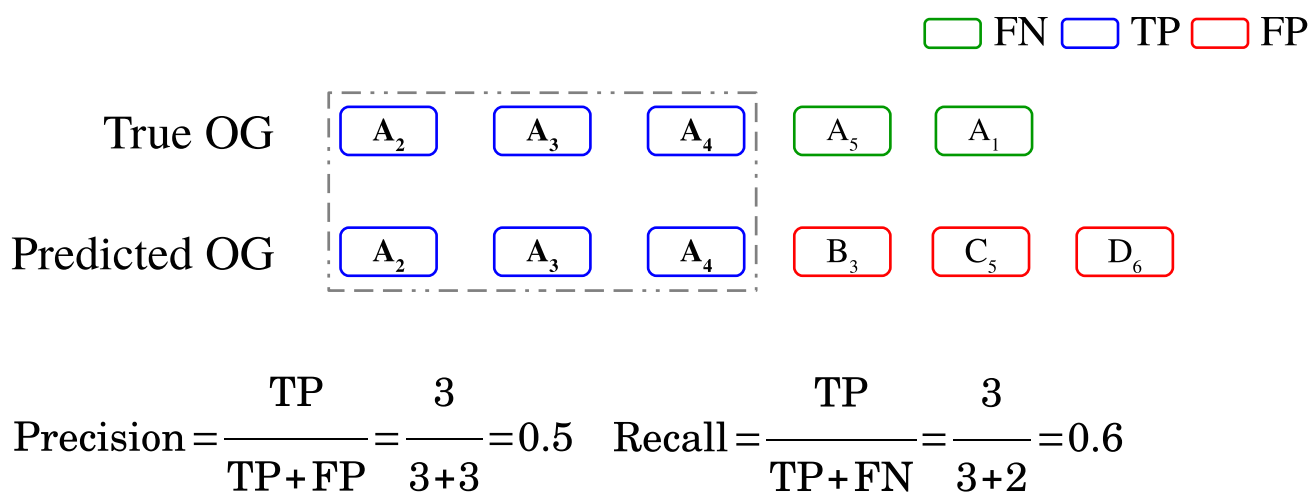 FN TP FP
True OG A₂ A₃ A₄ A₅ A₁
Predicted OG A₂ A₃ A₄ B₃ C₅ D₆
Precision = TP / TP+FP = 3 / 3+3 = 0.5 Recall = TP / TP+FN = 3 / 3+2 = 0.6